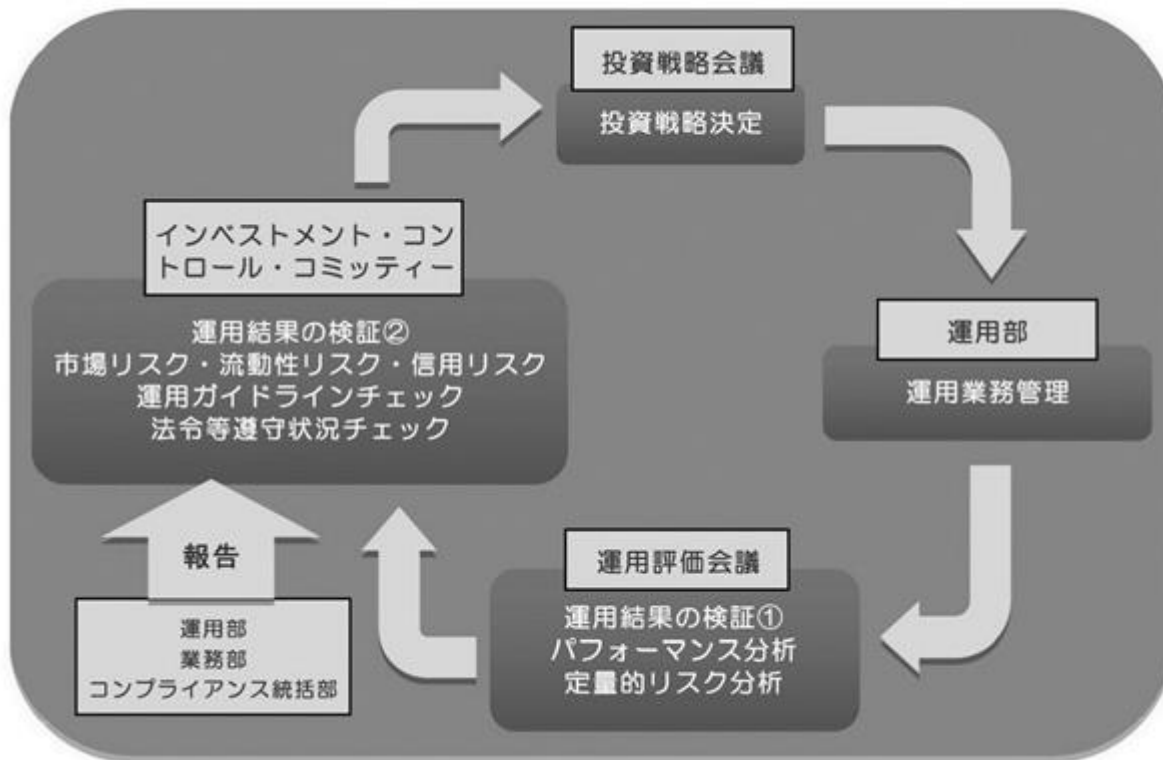 投資戦略会議
投資戦略決定
インベストメント・コン
トロール・コミッティー
運用結果の検証②
市場リスク・流動性リスク・信用リスク
運用ガイドラインチェック
法令等遵守状況チェック
運用部
運用業務管理
運用評価会議
運用結果の検証①
パフォーマンス分析
定量的リスク分析
報告
運用部
業務部
コンプライアンス統括部